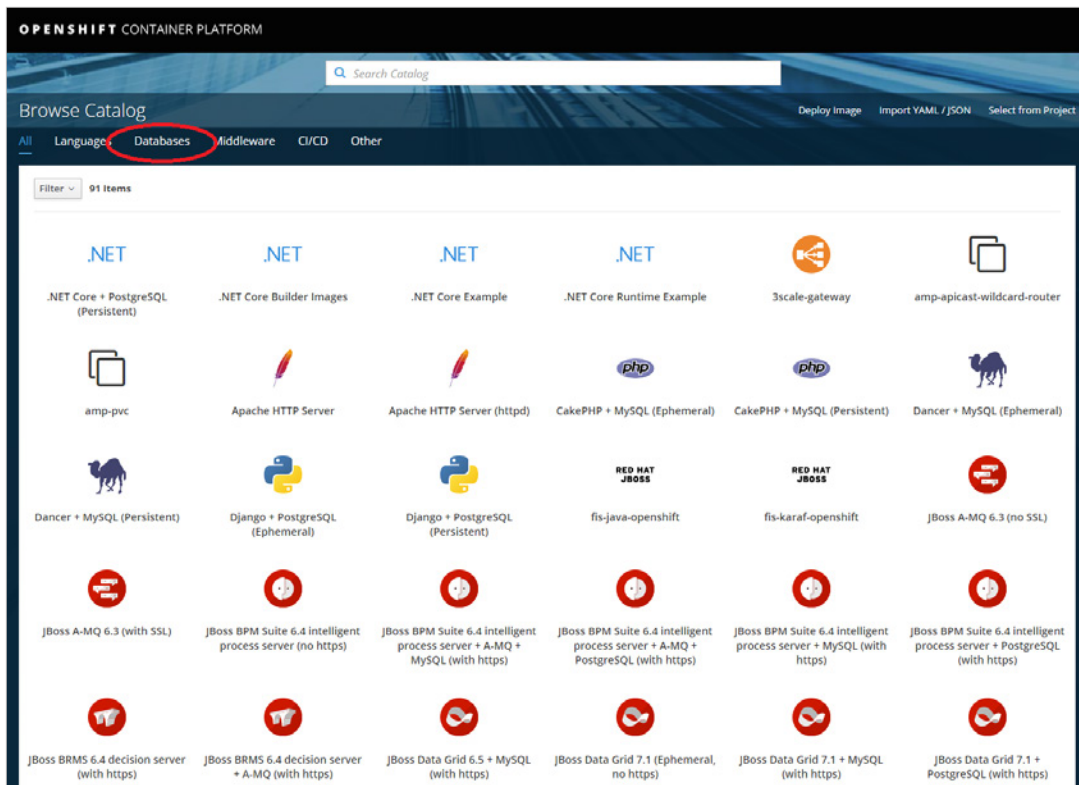 OPENSHIFT CONTAINER PLATFORM
Search Catalog
Browse Catalog
Deploy Image Import YAML / JSON Select from Project
All Languages Databases Middleware CI/CD Other
Filter 91 Items
.NET .NET .NET .NET
.NET Core + PostgreSQL (Persistent)
.NET Core Builder Images
.NET Core Example
.NET Core Runtime Example
3scale-gateway
amp-apicast-wildcard-router
php php
amp-pvc
Apache HTTP Server
Apache HTTP Server (httpd)
CakePHP + MySQL (Ephemeral)
CakePHP + MySQL (Persistent)
Dancer + MySQL (Ephemeral)
RED HAT
JBOSS
RED HAT
JBOSS
Dancer + MySQL (Persistent)
Django + PostgreSQL
(Ephemeral)
Django + PostgreSQL
(Persistent)
fis-java-openshift
fis-karaf-openshift
JBoss A-MQ 6.3 (no SSL)
JBoss A-MQ 6.3 (with SSL)
JBoss BPM Suite 6.4 intelligent
process server (no https)
JBoss BPM Suite 6.4 intelligent
process server + A-MQ +
MySQL (with https)
JBoss BPM Suite 6.4 intelligent
process server + A-MQ +
PostgreSQL (with https)
JBoss BPM Suite 6.4 intelligent
process server + MySQL (with
https)
JBoss BPM Suite 6.4 intelligent
process server + PostgreSQL
(with https)
JBoss BRMS 6.4 decision server
(with https)
JBoss BRMS 6.4 decision server
+ A-MQ (with https)
JBoss Data Grid 6.5 + MySQL
(with https)
JBoss Data Grid 7.1 (Ephemeral,
no https)
JBoss Data Grid 7.1 + MySQL
(with https)
JBoss Data Grid 7.1 +
PostgreSQL (with https)